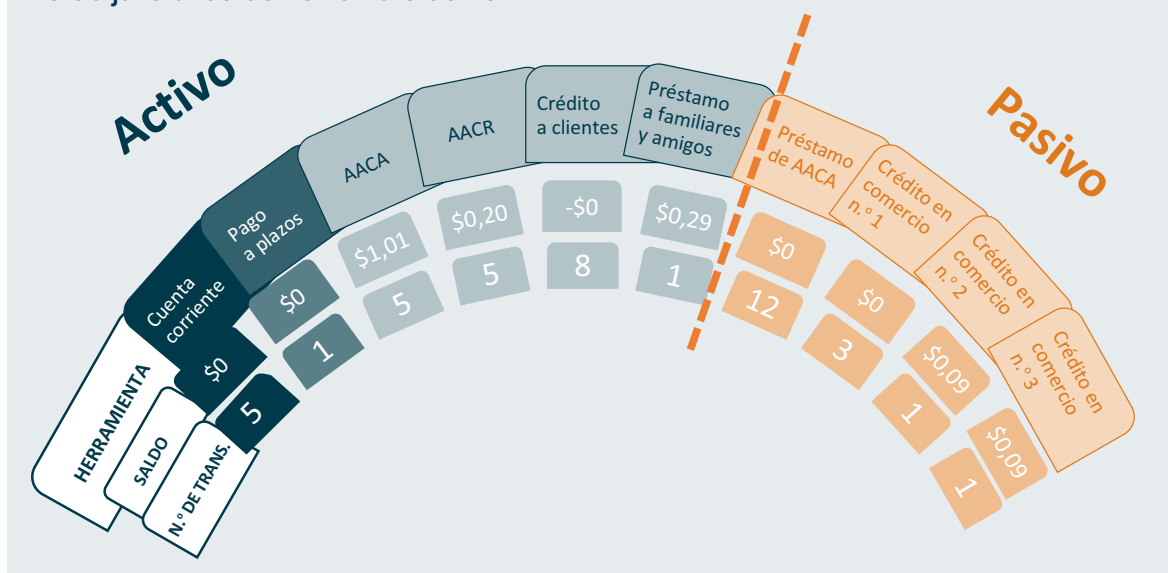 Activo
Pasivo
HERRAMIENTA
SALDO
N.º DE TRANS.
Cuenta
corriente
$0
5
Pago
a plazos
$0
1
AACA
$1,01
5
AACR
$0,20
5
Crédito
a clientes
-$0
8
Préstamo
a familiares
y amigos
$0,29
1
Préstamo
de AACA
$0
12
Crédito en
comercio
n.º 1
$0
3
Crédito en
comercio
n.º 2
$0,09
1
Crédito en
comercio
n.º 3
$0,09
1